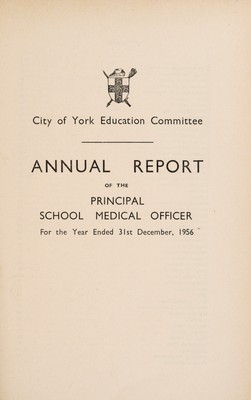 City of York Education Committee
ANNUAL REPORT
OF THE
PRINCIPAL
SCHOOL MEDICAL OFFICER
For the Year Ended 31st December, 1956